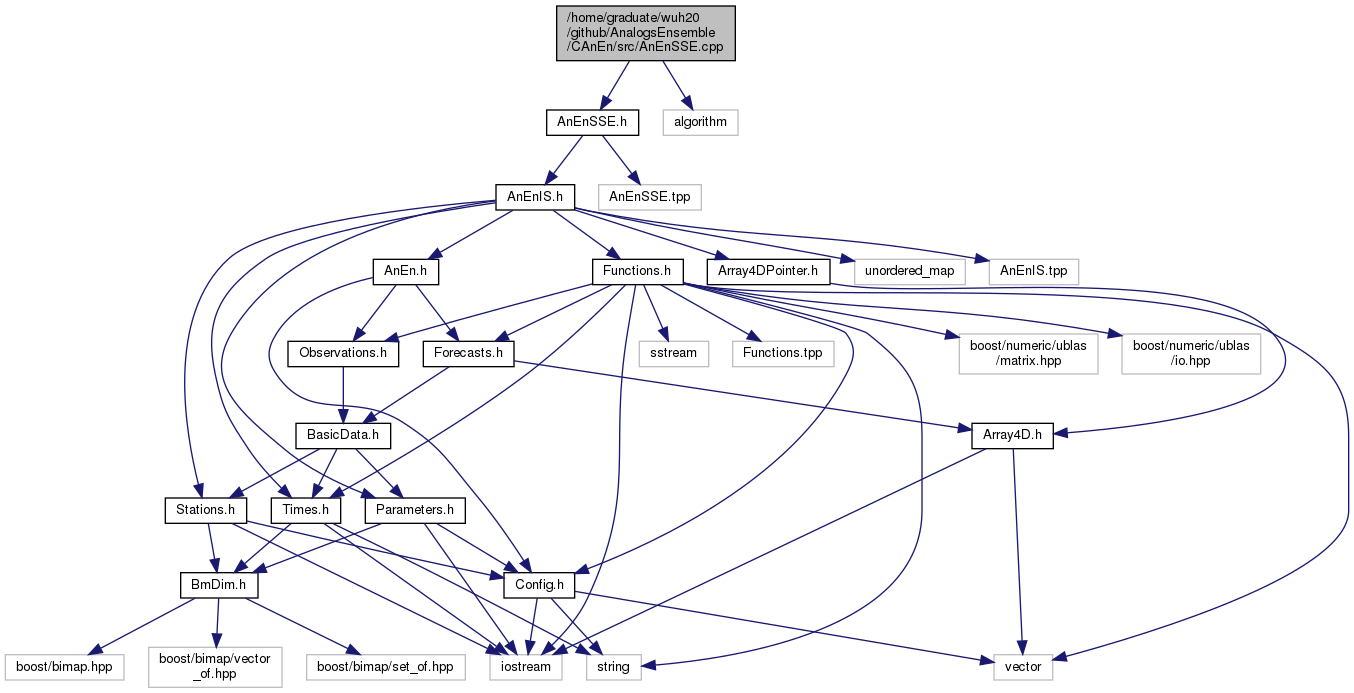 /home/graduate/wuh20
/github/AnalogsEnsemble
/CAnEn/src/AnEnSSE.cpp
AnEnSSE.h
algorithm
AnEnIS.h
AnEnSSE.tpp
AnEn.h
Functions.h
Array4DPointer.h
unordered_map
AnEnIS.tpp
Observations.h
Forecasts.h
sstream
Functions.tpp
boost/numeric/ublas
/matrix.hpp
boost/numeric/ublas
/io.hpp
BasicData.h
Array4D.h
Stations.h
Times.h
Parameters.h
BmDim.h
Config.h
boost/bimap.hpp
boost/bimap/vector
_of.hpp
boost/bimap/set_of.hpp
iostream
string
vector